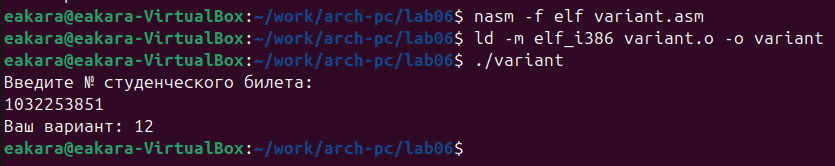 eakara@eakara-VirtualBox:~/work/arch-pc/lab06$ nasm -f elf variant.asm
eakara@eakara-VirtualBox:~/work/arch-pc/lab06$ ld -m elf_i386 variant.o -o variant
eakara@eakara-VirtualBox:~/work/arch-pc/lab06$ ./variant
Введите № студенческого билета:
1032253851
Ваш вариант: 12
eakara@eakara-VirtualBox:~/work/arch-pc/lab06$